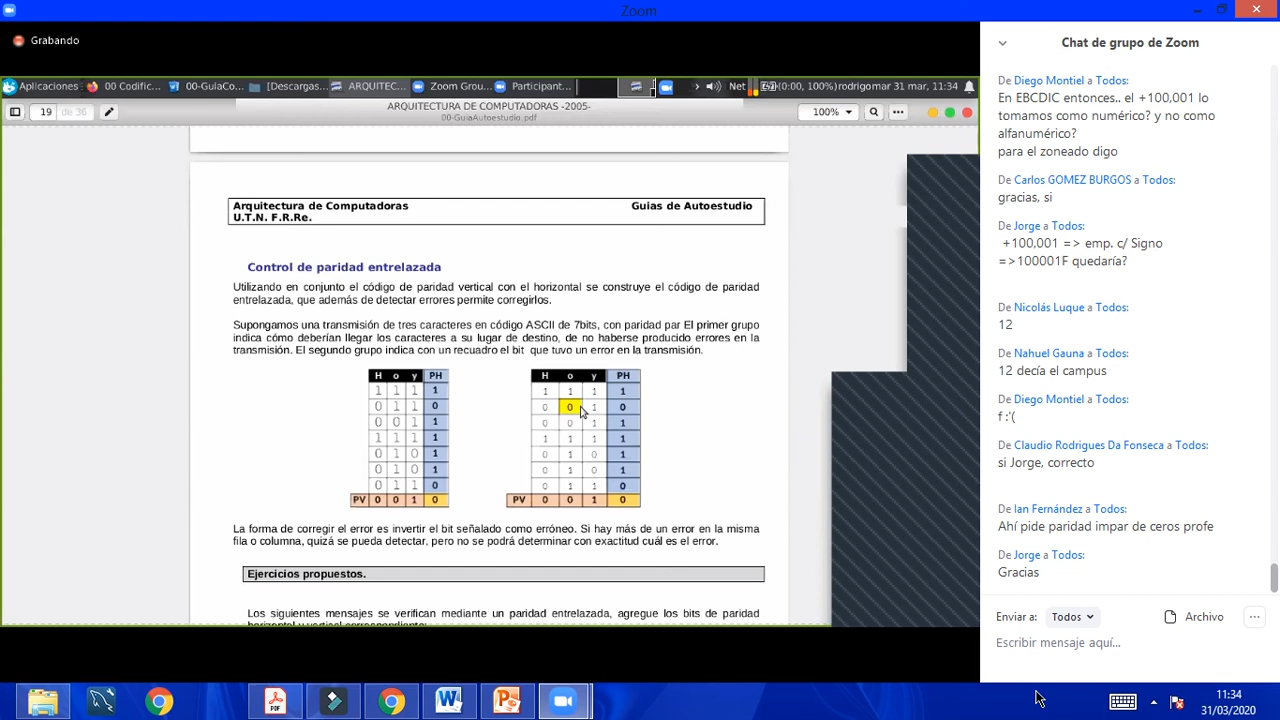 Zoom
Grabando
Aplicaciones 00 Codific... 00-GuiaCo... [Descargas... ARQUITEC... Zoom Grou... Participant... Net (0:00, 100%) rodrigomar 31 mar, 11:34
19 de 36
ARQUITECTURA DE COMPUTADORAS -2005-
00-GuiaAutoestudio.pdf
100%
Arquitectura de Computadoras Guias de Autoestudio
U.T.N. F.R.Re.
Control de paridad entrelazada
Utilizando en conjunto el código de paridad vertical con el horizontal se construye el código de paridad
entrelazada, que además de detectar errores permite corregirlos.
Supongamos una transmisión de tres caracteres en código ASCII de 7bits, con paridad par El primer grupo
indica cómo deberían llegar los caracteres a su lugar de destino, de no haberse producido errores en la
transmisión. El segundo grupo indica con un recuadro el bit que tuvo un error en la transmisión.
H o y PH
1 1 1 1
0 1 1 0
0 0 1 1
1 1 1 1
0 1 0 1
0 1 0 1
0 1 1 0
PV 0 0 1 0
H o y PH
1 1 1 1
0 0 1 0
0 0 1 1
1 1 1 1
0 1 0 1
0 1 0 1
0 1 1 0
PV 0 0 1 0
La forma de corregir el error es invertir el bit señalado como erróneo. Si hay más de un error en la misma
fila o columna, quizá se pueda detectar, pero no se podrá determinar con exactitud cuál es el error.
Ejercicios propuestos.
Los siguientes mensajes se verifican mediante un paridad entrelazada, agregue los bits de paridad
horizontal y vertical correspondiente:
Chat de grupo de Zoom
De Diego Montiel a Todos:
En EBCDIC entonces.. el +100,001 lo
tomamos como numérico? y no como
alfanumérico?
para el zoneado digo
De Carlos GOMEZ BURGOS a Todos:
gracias, si
De Jorge a Todos:
+100,001 => emp. c/ Signo
=>100001F quedaría?
De Nicolás Luque a Todos:
12
De Nahuel Gauna a Todos:
12 decía el campus
De Diego Montiel a Todos:
f :'(
De Claudio Rodrigues Da Fonseca a Todos:
si Jorge, correcto
De Ian Fernández a Todos:
Ahí pide paridad impar de ceros profe
De Jorge a Todos:
Gracias
Enviar a: Todos Archivo ...
Escribir mensaje aquí...
11:34
31/03/2020